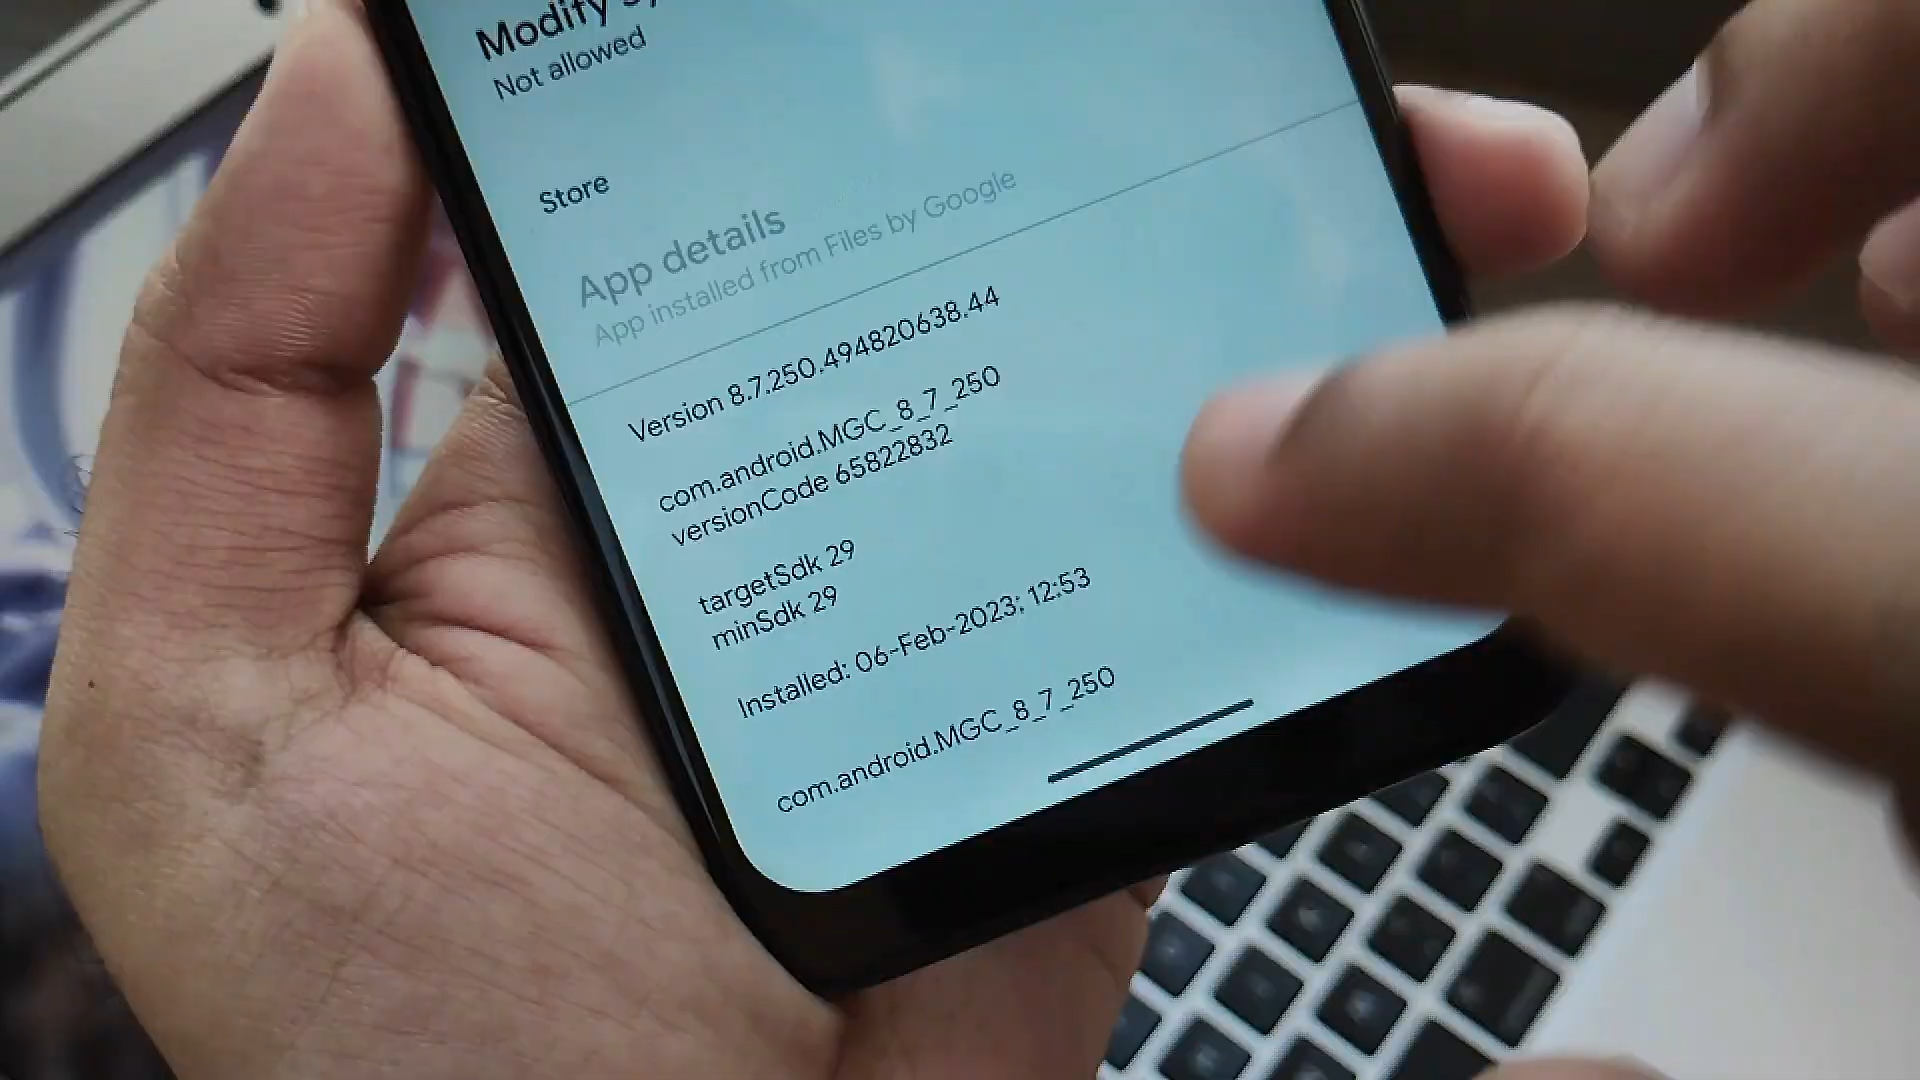 Modify
Not allowed
Store
App details
App installed from Files by Google
Version 8.7.250.494820638.44
com.android.MGC_8_7_250
versionCode 65822832
targetSdk 29
minSdk 29
Installed: 06-Feb-2023: 12:53
com.android.MGC_8_7_250